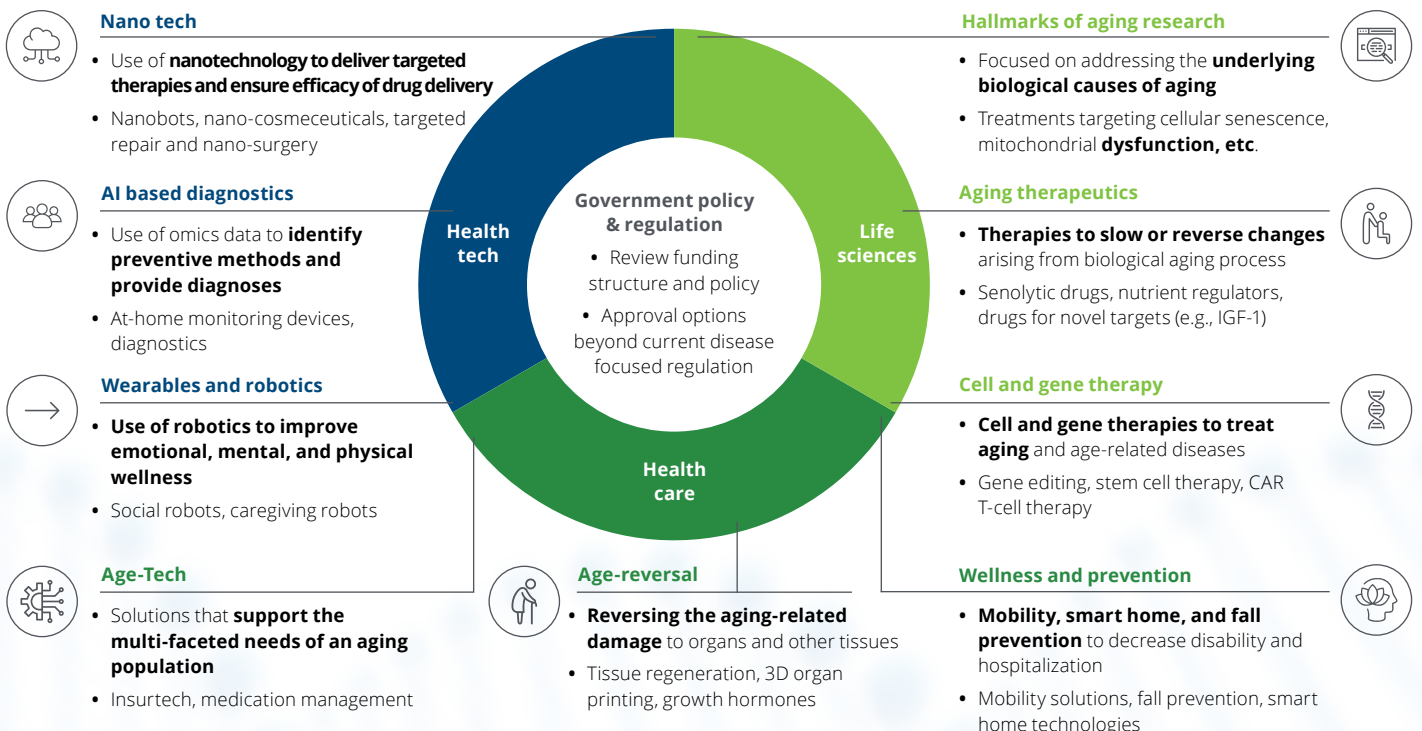 Nano tech
• Use of nanotechnology to deliver targeted
therapies and ensure efficacy of drug delivery
• Nanobots, nano-cosmeceuticals, targeted
repair and nano-surgery
AI based diagnostics
• Use of omics data to identify
preventive methods and
provide diagnoses
• At-home monitoring devices,
diagnostics
Wearables and robotics
• Use of robotics to improve
emotional, mental, and physical
wellness
• Social robots, caregiving robots
Age-Tech
• Solutions that support the
multi-faceted needs of an aging
population
• Insurtech, medication management
Health
tech
Government policy
& regulation
• Review funding
structure and policy
• Approval options
beyond current disease
focused regulation
Life
sciences
Health
care
Age-reversal
• Reversing the aging-related
damage to organs and other tissues
• Tissue regeneration, 3D organ
printing, growth hormones
Hallmarks of aging research
• Focused on addressing the underlying
biological causes of aging
• Treatments targeting cellular senescence,
mitochondrial dysfunction, etc.
Aging therapeutics
• Therapies to slow or reverse changes
arising from biological aging process
• Senolytic drugs, nutrient regulators,
drugs for novel targets (e.g., IGF-1)
Cell and gene therapy
• Cell and gene therapies to treat
aging and age-related diseases
• Gene editing, stem cell therapy, CAR
T-cell therapy
Wellness and prevention
• Mobility, smart home, and fall
prevention to decrease disability and
hospitalization
• Mobility solutions, fall prevention, smart
home technologies